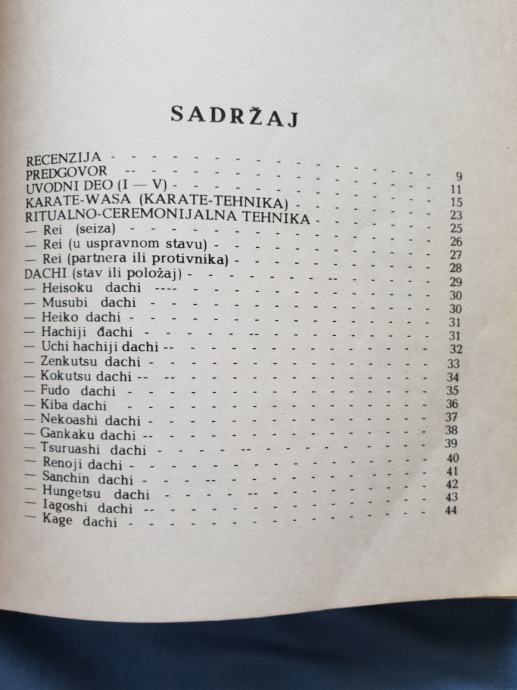 SADRŽAJ
RECENZIJA - - - - - - - - - - - - - - 9
PREDGOVOR -- - - - - - - - - - - - - 11
UVODNI DEO (I — V) - - - - - - - - - - - - 15
KARATE-WASA (KARATE-TEHNIKA) - - - - - - - - 23
RITUALNO-CEREMONIJALNA TEHNIKA - - - - - - - 25
— Rei (seiza) - - - - - - - - - - - - - 26
— Rei (u uspravnom stavu) - - - - - - - - - - 27
— Rei (partnera ili protivnika) - - - - - - - - - 28
DACHI (stav ili položaj) - - - - - -- - - - - 29
— Heisoku dachi ---- - - - - - - - - - - 30
— Musubi dachi - - - - - - - - - - - - - 30
— Heiko dachi - - - - - - - - - - - - - 31
— Hachiji đachi - - - - - -- - - - - - - 31
— Uchi hachiji dachi -- - - - - - - - - - - 32
— Zenkutsu dachi - - - - - - - - - - - - 33
— Kokutsu dachi -- -- - - - - - - - - - - 34
— Fudo dachi - - - - - - - - - - - - - 35
— Kiba dachi - - - - - - - - - - - - - 36
— Nekoashi dachi - - - - - - - - - - - - 37
— Gankaku dachi -- - - - - - - - - - - - 38
— Tsuruashi dachi - - - - -- - - - - - - 39
— Renoji dachi - - - - - - - - - - - - - 40
— Sanchin dachi - - - -- - - - - - - - - 41
— Hungetsu dachi - - - - -- - - - - - - 42
— Iagoshi dachi -- - - - - - - - - - - - 43
— Kage dachi - - - - - - - - - - - - - 44